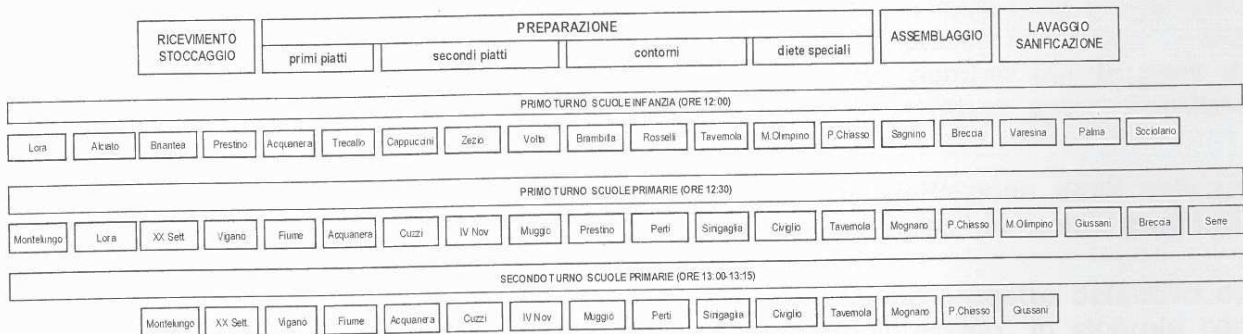 RICEVIMENTO
STOCCAGGIO
PREPARAZIONE
primi piatti secondi piatti contorni diete speciali
ASSEMBLAGGIO
LAVAGGIO
SANIFICAZIONE
PRIMO TURNO SCUOLE INFANZIA (ORE 12:00)
Lora Alciato Briantea Prestino Acquanera Trecallo Cappuccini Zezio Volta Brambilla Rosselli Tavernola M.Olimpino P.Chiasso Sagnino Breccia Varesina Palma Sociolario
PRIMO TURNO SCUOLE PRIMARIE (ORE 12:30)
Montelungo Lora XX Sett Viganò Fiume Acquanera Cuzzi IV Nov Muggiò Prestino Perti Sinigaglia Civiglio Tavernola Mognano P.Chiasso M.Olimpino Giussani Breccia Serre
SECONDO TURNO SCUOLE PRIMARIE (ORE 13:00-13:15)
Montelungo XX Sett. Viganò Fiume Acquanera Cuzzi IV Nov Muggiò Perti Sinigaglia Civiglio Tavernola Mognano P.Chiasso Giussani